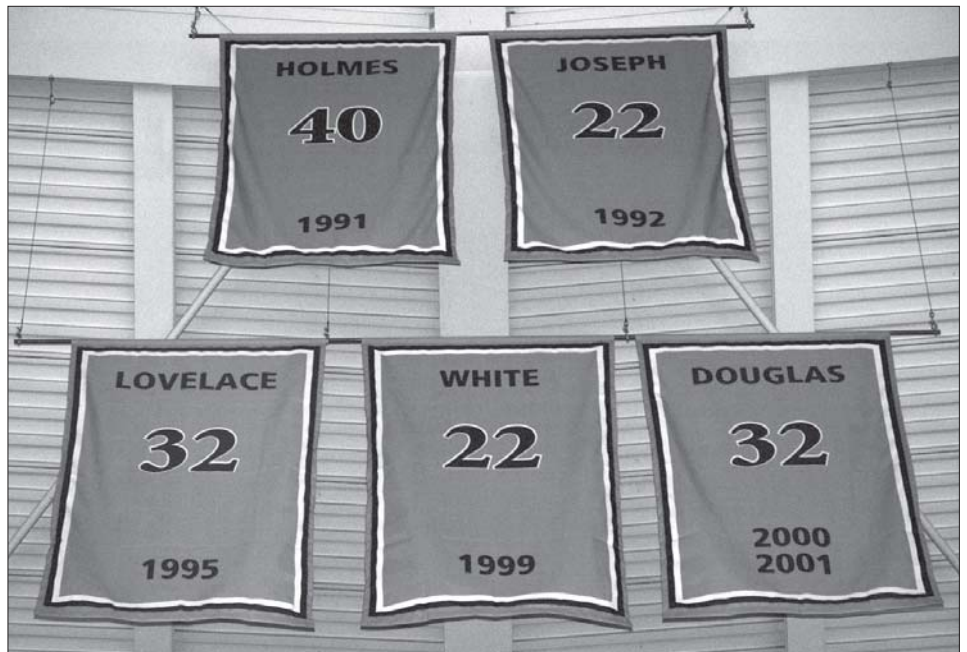 HOLMES
40
1991
JOSEPH
22
1992
LOVELACE
32
1995
WHITE
22
1999
DOUGLAS
32
2000
2001